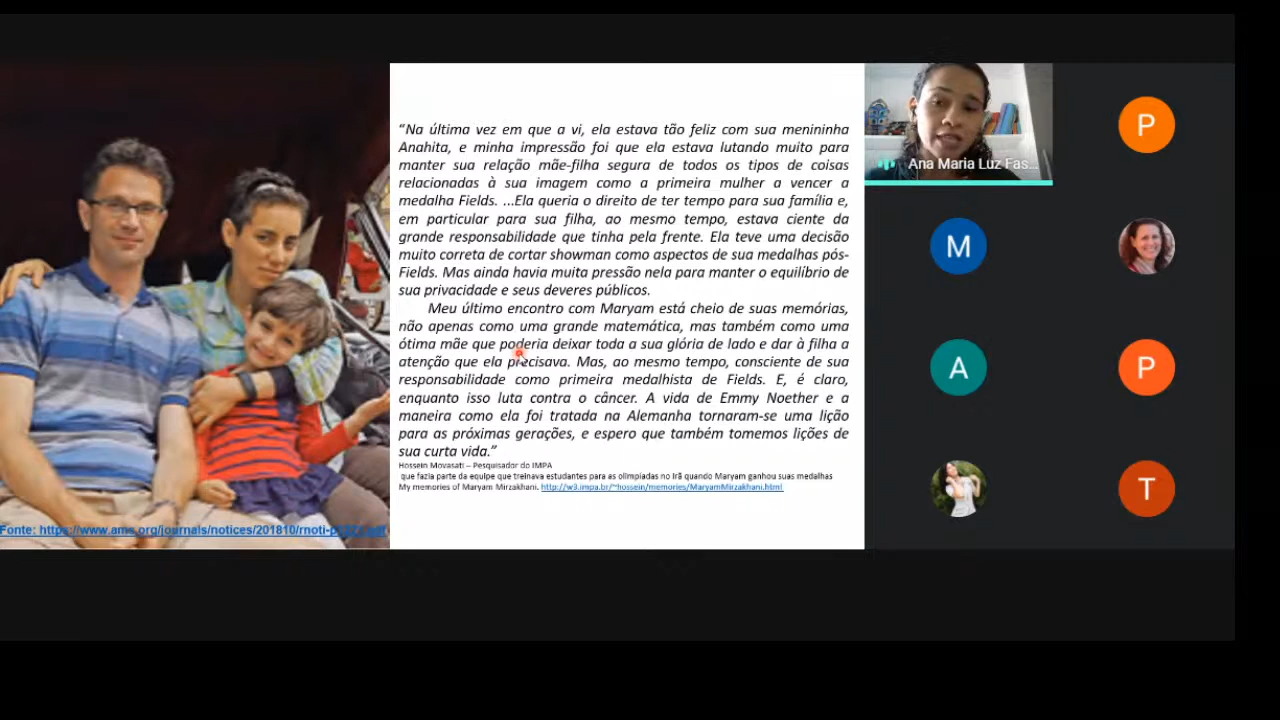 “Na última vez em que a vi, ela estava tão feliz com sua menininha
Anahita, e minha impressão foi que ela estava lutando muito para
manter sua relação mãe-filha segura de todos os tipos de coisas
relacionadas à sua imagem como a primeira mulher a vencer a
medalha Fields. ...Ela queria o direito de ter tempo para sua família e,
em particular para sua filha, ao mesmo tempo, estava ciente da
grande responsabilidade que tinha pela frente. Ela teve uma decisão
muito correta de cortar showman como aspectos de sua medalhas pós-
Fields. Mas ainda havia muita pressão nela para manter o equilíbrio de
sua privacidade e seus deveres públicos.
Meu último encontro com Maryam está cheio de suas memórias,
não apenas como uma grande matemática, mas também como uma
ótima mãe que poderia deixar toda a sua glória de lado e dar à filha a
atenção que ela precisava. Mas, ao mesmo tempo, consciente de sua
responsabilidade como primeira medalhista de Fields. E, é claro,
enquanto isso luta contra o câncer. A vida de Emmy Noether e a
maneira como ela foi tratada na Alemanha tornaram-se uma lição
para as próximas gerações, e espero que também tomemos lições de
sua curta vida.”
Hossein Movasati – Pesquisador do IMPA
que fazia parte da equipe que treinava estudantes para as olimpíadas no Irã quando Maryam ganhou suas medalhas
My memories of Maryam Mirzakhani. http://w3.impa.br/~hossein/memories/MaryamMirzakhani.html
Fonte: https://www.ams.org/journals/notices/201810/
Ana Maria Luz Fas...
P
M
A
P
T